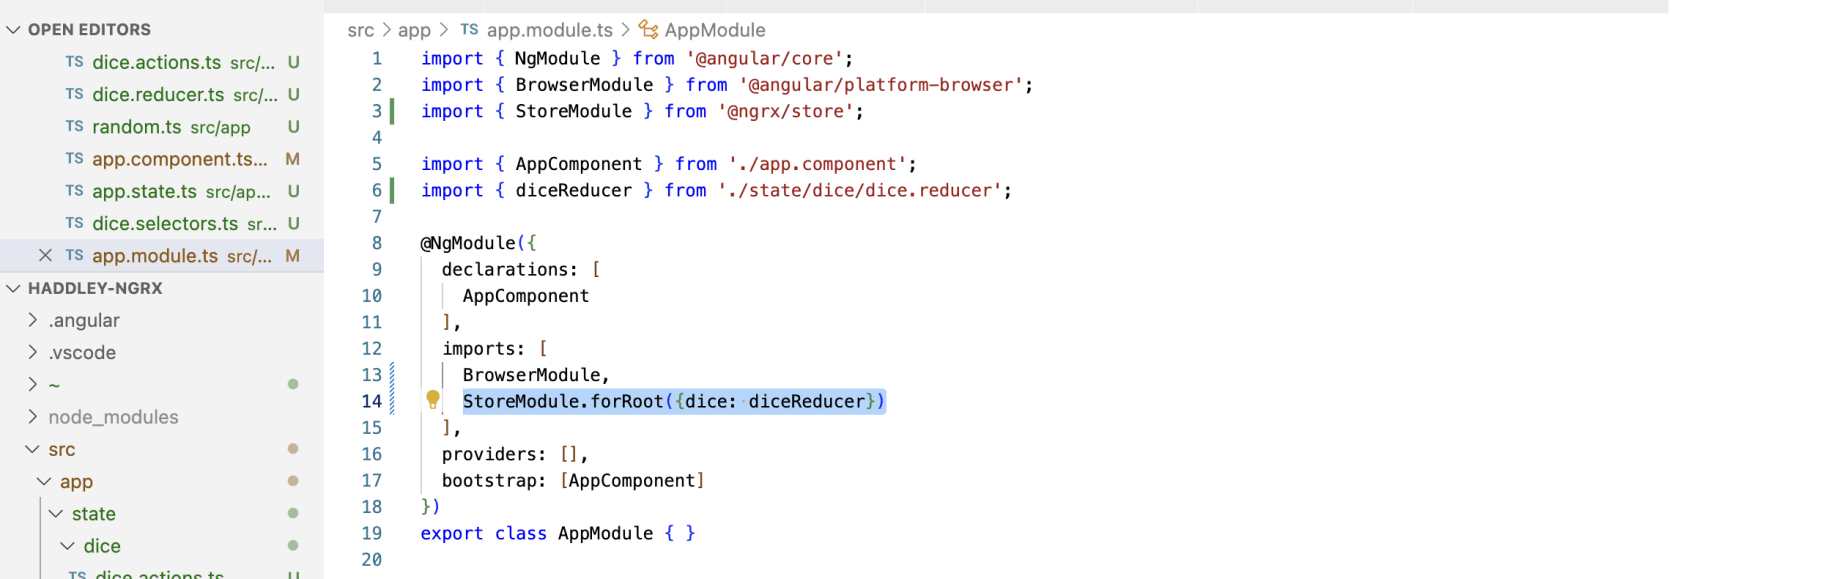 OPEN EDITORS
TS dice.actions.ts src/... U
TS dice.reducer.ts src/... U
TS random.ts src/app U
TS app.component.ts... M
TS app.state.ts src/ap... U
TS dice.selectors.ts sr... U
TS app.module.ts src/... M
HADDLEY-NGRX
.angular
.vscode
~
node_modules
src
app
state
dice
TS dice.actions.ts U
src > app > TS app.module.ts > AppModule
1 import { NgModule } from '@angular/core';
2 import { BrowserModule } from '@angular/platform-browser';
3 import { StoreModule } from '@ngrx/store';
4
5 import { AppComponent } from './app.component';
6 import { diceReducer } from './state/dice/dice.reducer';
7
8 @NgModule({
9 declarations: [
10 AppComponent
11 ],
12 imports: [
13 BrowserModule,
14 StoreModule.forRoot({dice: diceReducer})
15 ],
16 providers: [],
17 bootstrap: [AppComponent]
18 })
19 export class AppModule { }
20